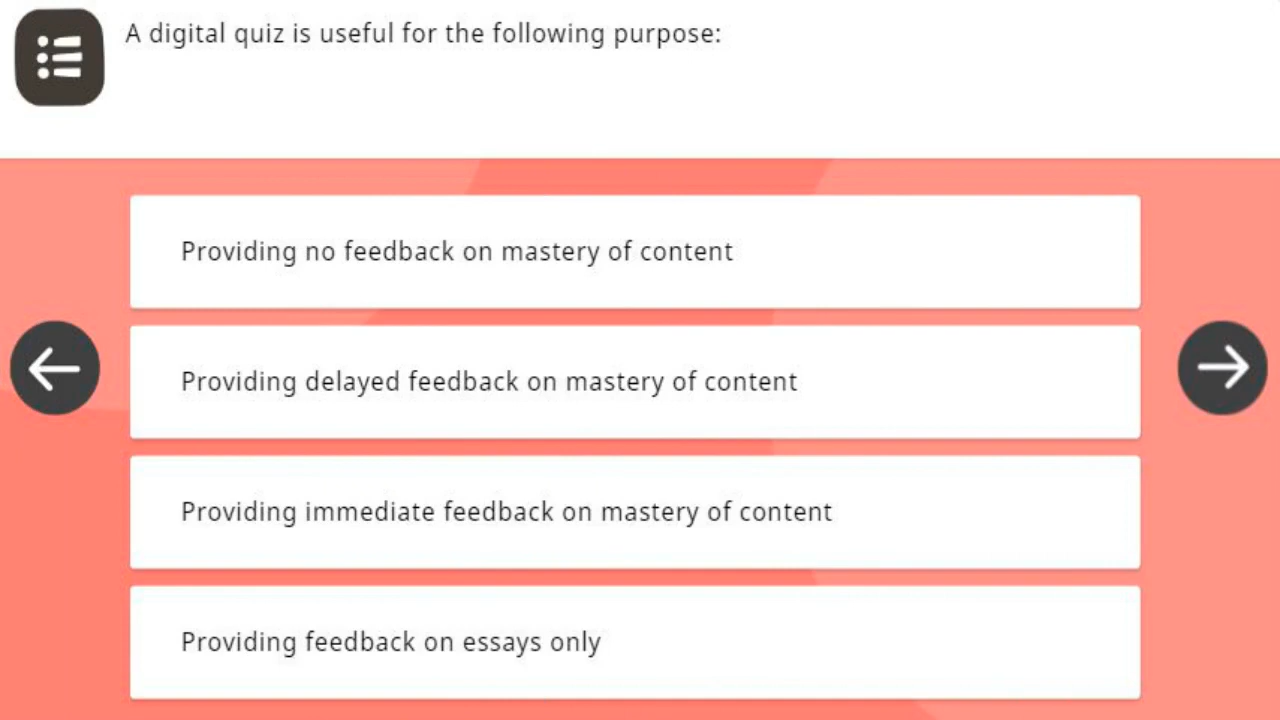 A digital quiz is useful for the following purpose:
Providing no feedback on mastery of content
Providing delayed feedback on mastery of content
Providing immediate feedback on mastery of content
Providing feedback on essays only